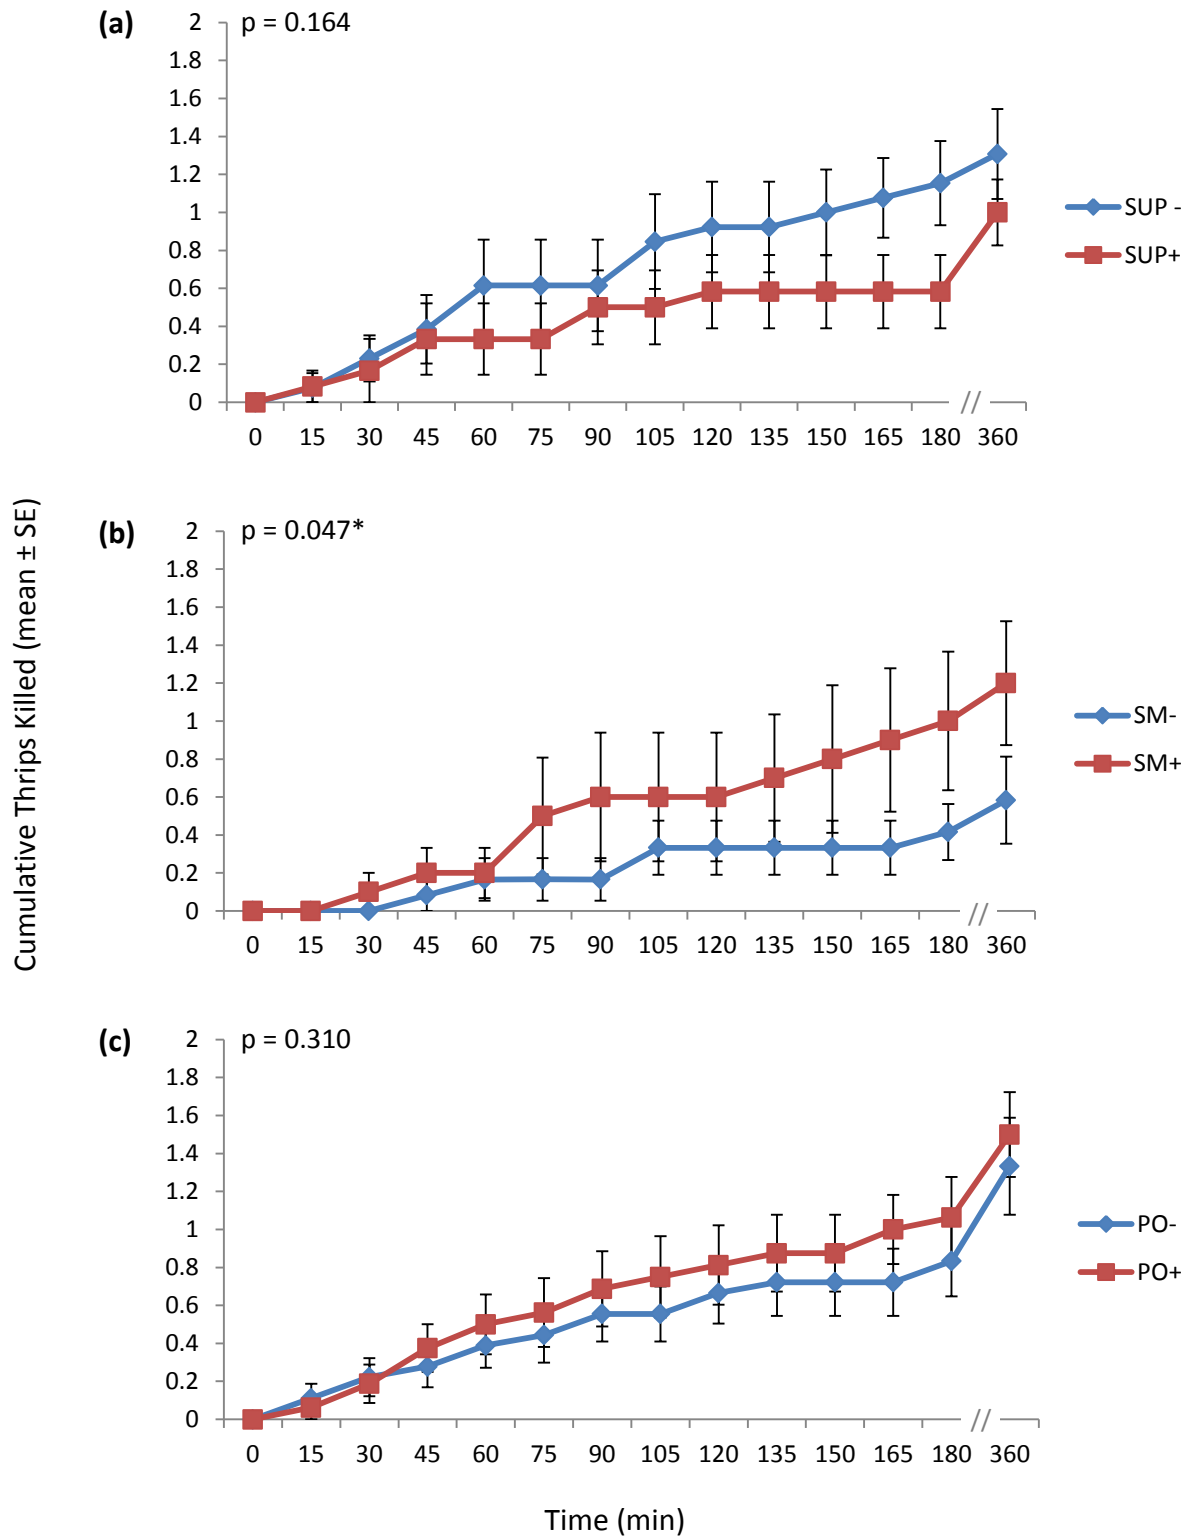 (a)
p = 0.164
2
1.8
1.6
1.4
1.2
1
0.8
0.6
0.4
0.2
0
0 15 30 45 60 75 90 105 120 135 150 165 180 // 360
SUP -
SUP+
Cumulative Thrips Killed (mean ± SE)
(b)
p = 0.047*
2
1.8
1.6
1.4
1.2
1
0.8
0.6
0.4
0.2
0
0 15 30 45 60 75 90 105 120 135 150 165 180 // 360
SM-
SM+
(c)
p = 0.310
2
1.8
1.6
1.4
1.2
1
0.8
0.6
0.4
0.2
0
0 15 30 45 60 75 90 105 120 135 150 165 180 // 360
PO-
PO+
Time (min)